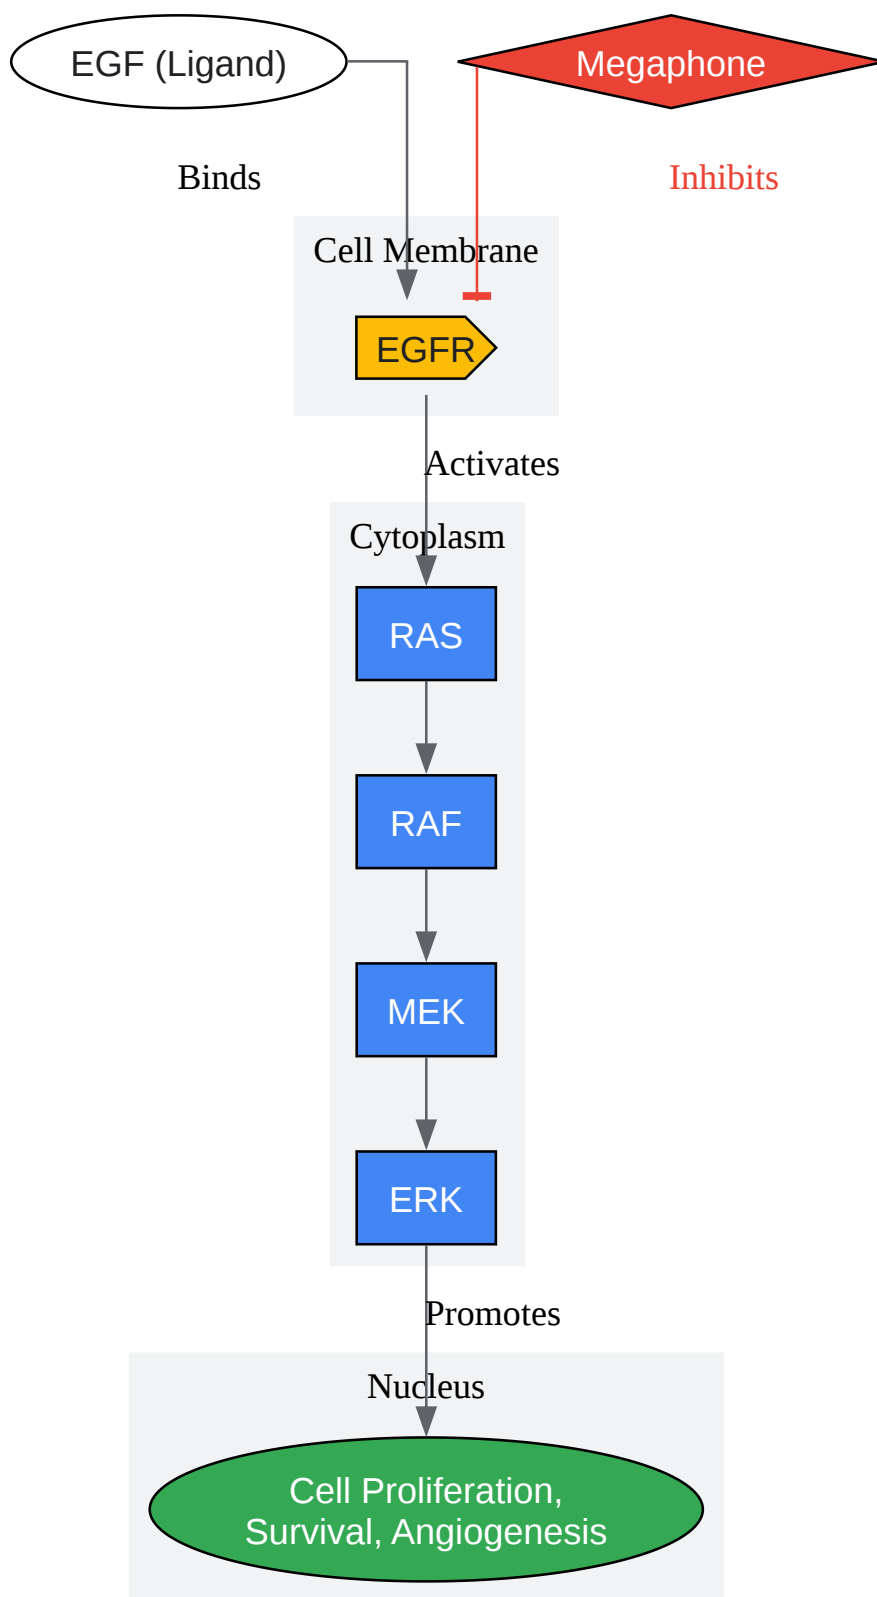 EGF (Ligand)
Megaphone
Binds
Inhibits
Cell Membrane
EGFR
Activates
Cytoplasm
RAS
RAF
MEK
ERK
Promotes
Nucleus
Cell Proliferation,
Survival, Angiogenesis